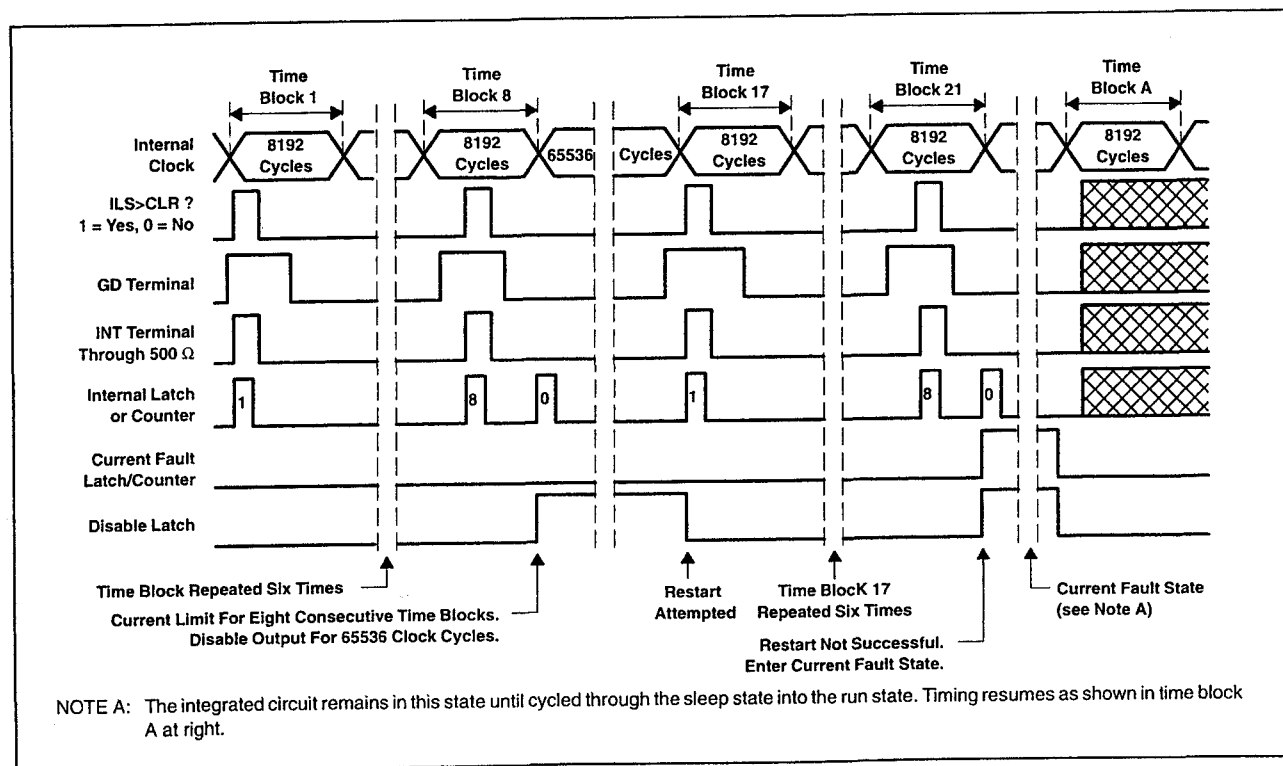 Time
Block 1
Time
Block 8
Time
Block 17
Time
Block 21
Time
Block A
Internal
Clock
8192
Cycles
8192
Cycles
65536
Cycles
8192
Cycles
8192
Cycles
8192
Cycles
ILS>CLR ?
1 = Yes, 0 = No
GD Terminal
INT Terminal
Through 500 Ω
Internal Latch
or Counter
1
8
0
1
8
0
Current Fault
Latch/Counter
Disable Latch
Time Block Repeated Six Times
Current Limit For Eight Consecutive Time Blocks.
Disable Output For 65536 Clock Cycles.
Restart
Attempted
Time BlocK 17
Repeated Six Times
Restart Not Successful.
Enter Current Fault State.
Current Fault State
(see Note A)
NOTE A: The integrated circuit remains in this state until cycled through the sleep state into the run state. Timing resumes as shown in time block
A at right.